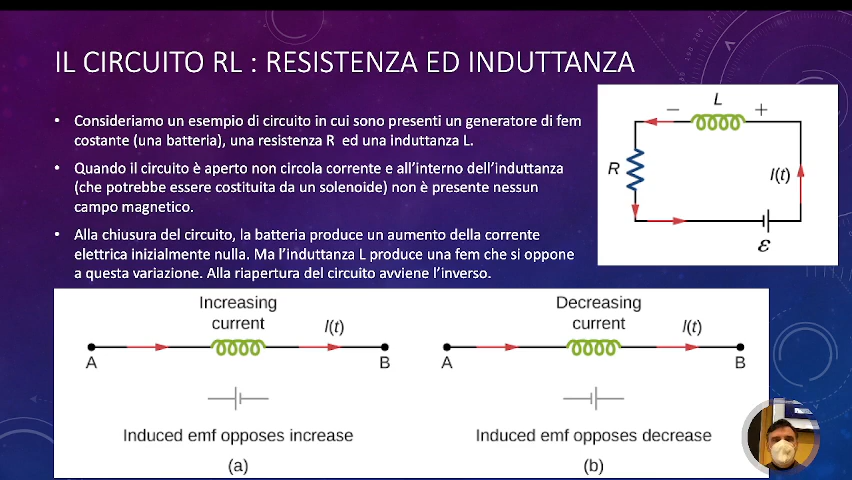 IL CIRCUITO RL : RESISTENZA ED INDUTTANZA
• Consideriamo un esempio di circuito in cui sono presenti un generatore di fem
costante (una batteria), una resistenza R ed una induttanza L.
• Quando il circuito è aperto non circola corrente e all'interno dell'induttanza
(che potrebbe essere costituita da un solenoide) non è presente nessun
campo magnetico.
• Alla chiusura del circuito, la batteria produce un aumento della corrente
elettrica inizialmente nulla. Ma l'induttanza L produce una fem che si oppone
a questa variazione. Alla riapertura del circuito avviene l'inverso.
L
− +
R
I(t)
ε
Increasing
current
I(t)
A B
Induced emf opposes increase
(a)
Decreasing
current
I(t)
A B
Induced emf opposes decrease
(b)